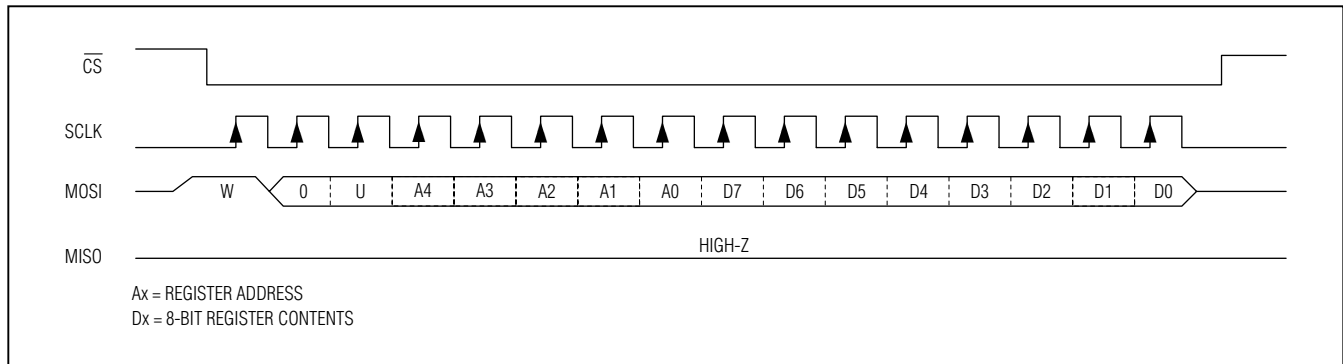 CS
SCLK
MOSI W 0 U A4 A3 A2 A1 A0 D7 D6 D5 D4 D3 D2 D1 D0
MISO HIGH-Z
Ax = REGISTER ADDRESS
Dx = 8-BIT REGISTER CONTENTS